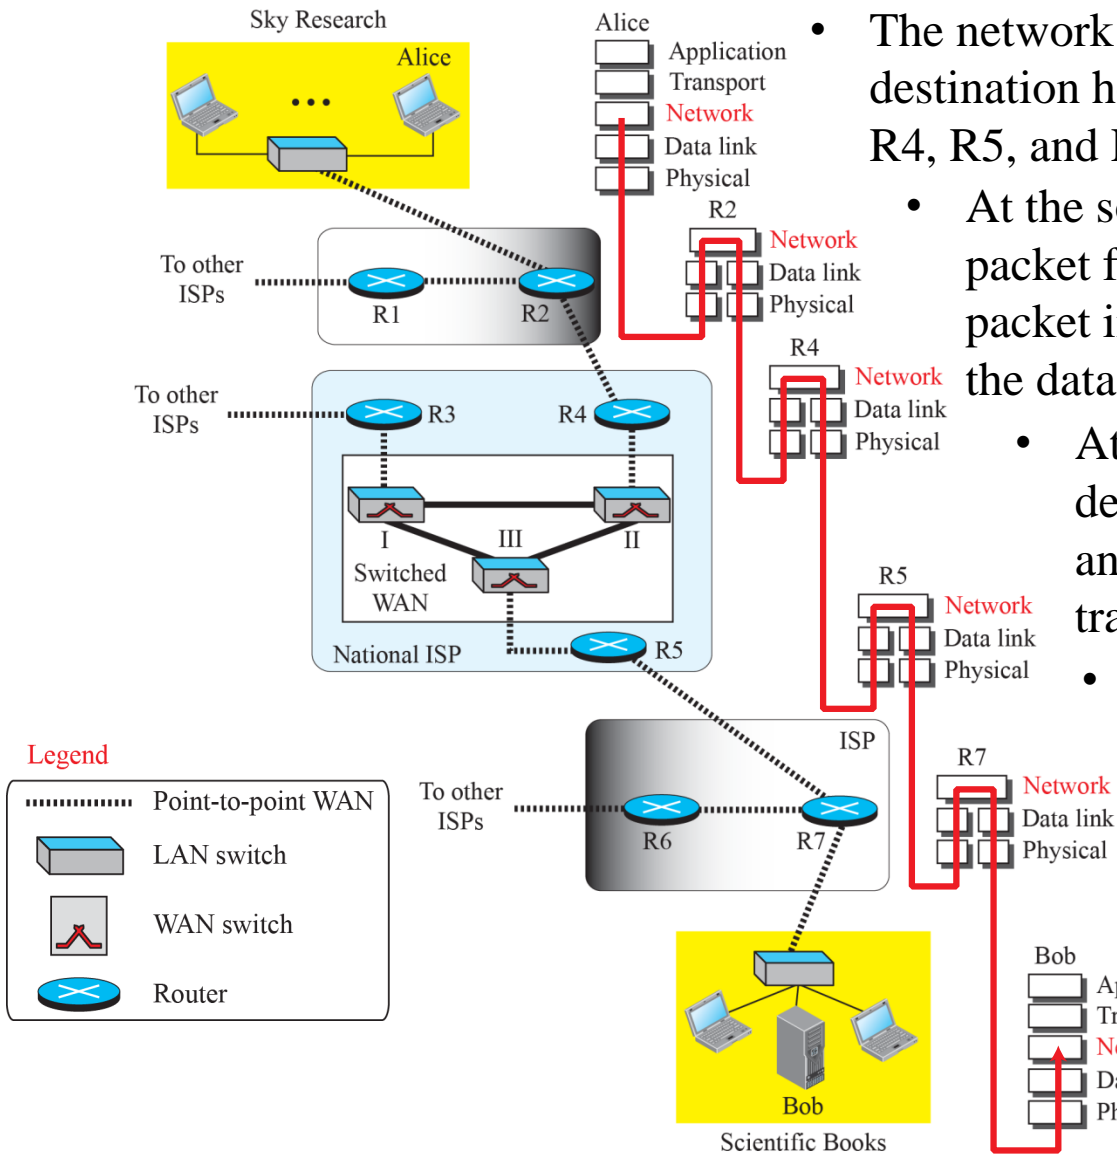 Sky Research
Alice
Alice
Application
Transport
Network
Data link
Physical
• The network
destination
R4, R5, and
• At the
packet
packet
the data
• At
•
R2
Network
Data link
Physical
To other
ISPs
R1
R2
R4
Network
Data link
Physical
To other
ISPs
R3
R4
I
III
II
Switched
WAN
National ISP
R5
R5
Network
Data link
Physical
ISP
To other
ISPs
R6
R7
R7
Network
Data link
Physical
Legend
Point-to-point WAN
LAN switch
WAN switch
Router
Bob
Scientific Books
Bob